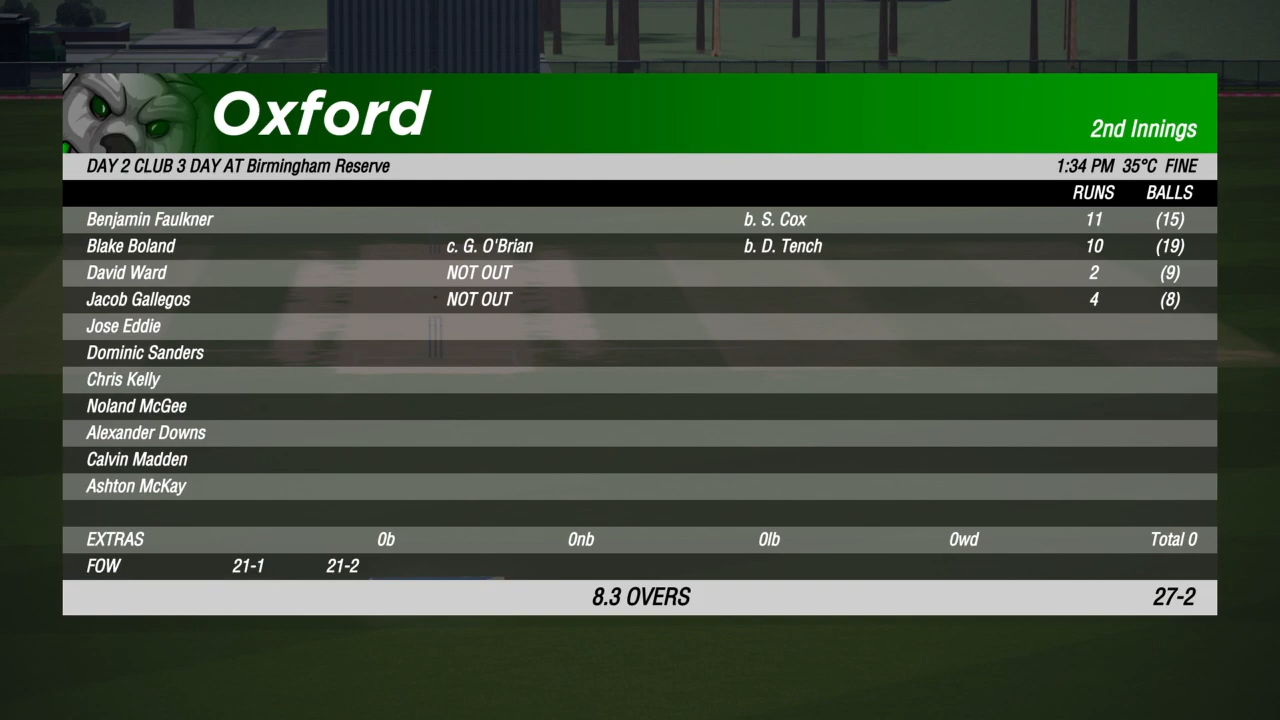 Oxford
2nd Innings
DAY 2 CLUB 3 DAY AT Birmingham Reserve 1:34 PM 35°C FINE
RUNS BALLS
Benjamin Faulkner b. S. Cox 11 (15)
Blake Boland c. G. O'Brian b. D. Tench 10 (19)
David Ward NOT OUT 2 (9)
Jacob Gallegos NOT OUT 4 (8)
Jose Eddie
Dominic Sanders
Chris Kelly
Noland McGee
Alexander Downs
Calvin Madden
Ashton McKay
EXTRAS 0b 0nb 0lb 0wd Total 0
FOW 21-1 21-2
8.3 OVERS 27-2